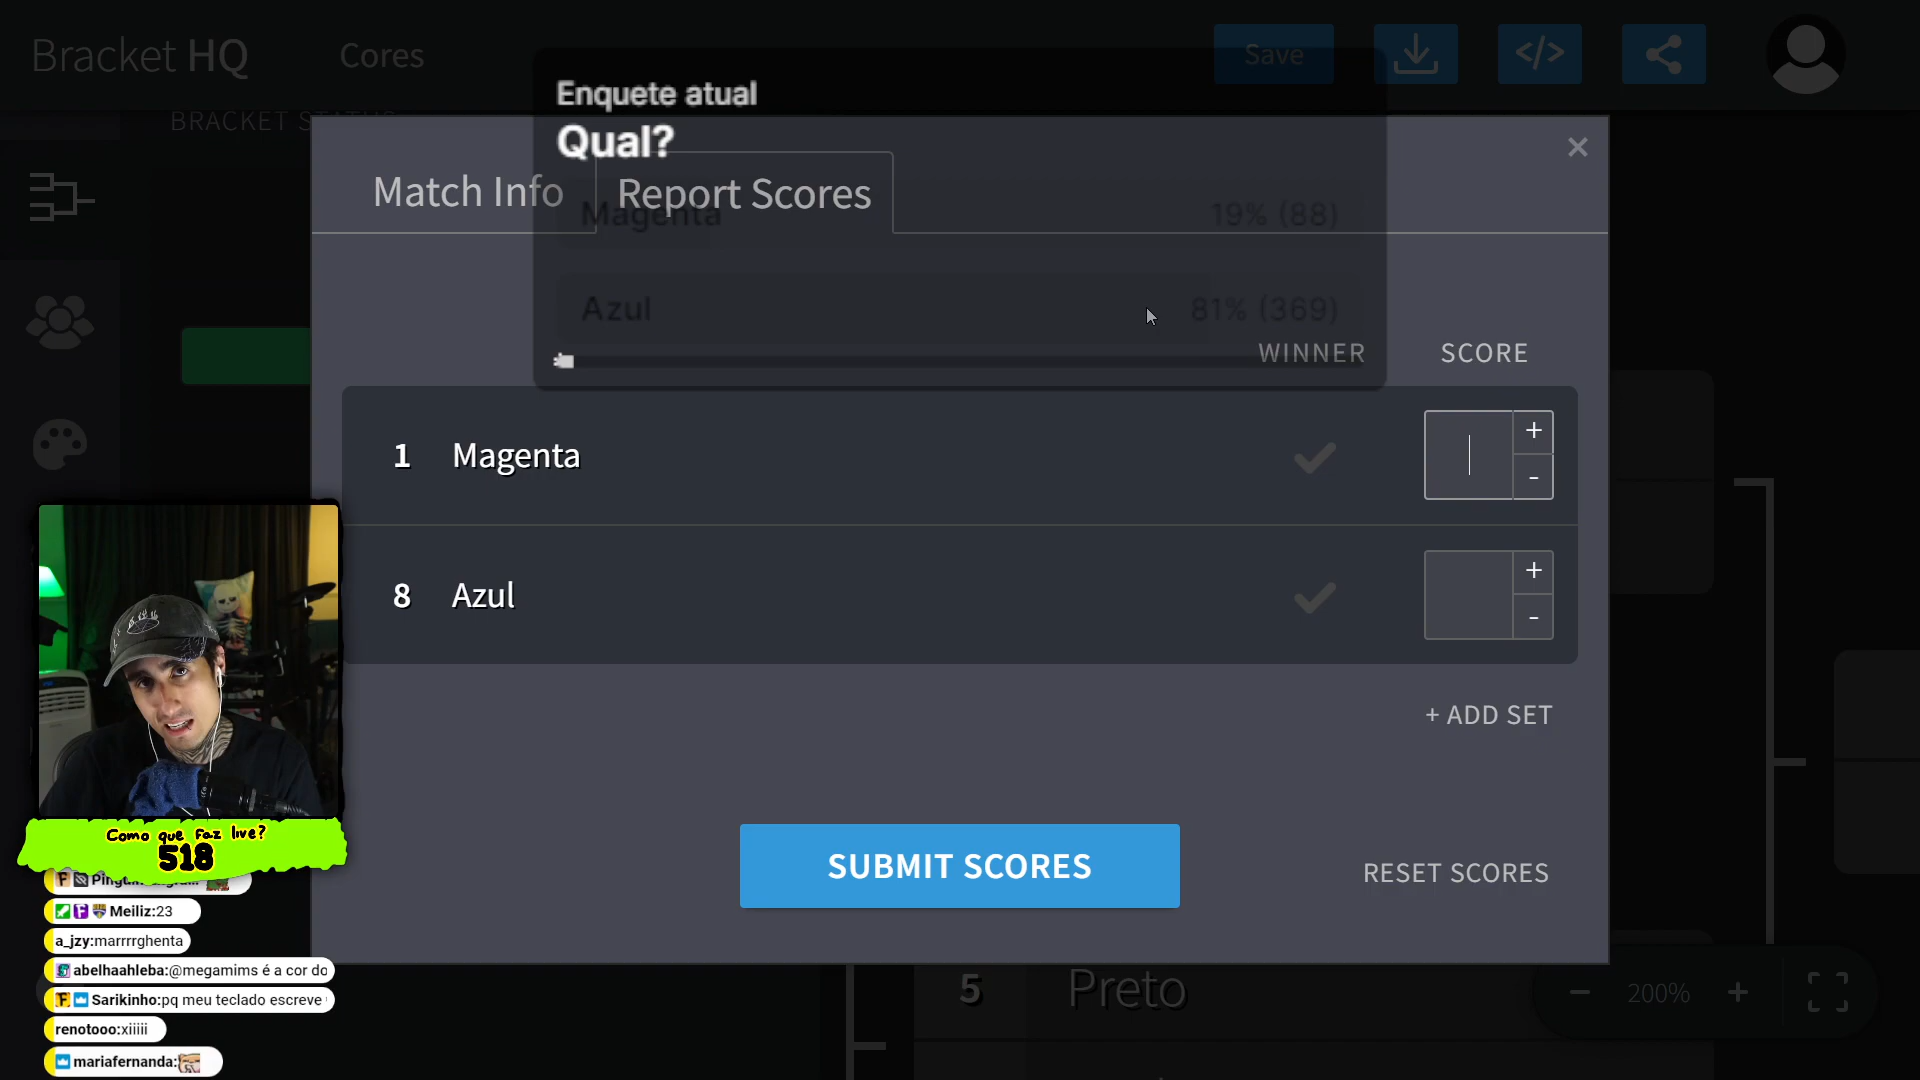 Bracket HQ
Cores
Save
</>
BRACKET STATUS
Enquete atual
Qual?
Match Info
Report Scores
×
Magenta
19% (88)
Azul
81% (369)
WINNER
SCORE
1
Magenta
+
-
8
Azul
+
-
+ ADD SET
SUBMIT SCORES
RESET SCORES
Como que faz live?
518
Meiliz:23
a_jzy:marrrrghenta
abelhaahleba:@megamims é a cor do
Sarikinho:pq meu teclado escreve
renotooo:xiiiii
mariafernanda:
5
Preto
−
200%
+